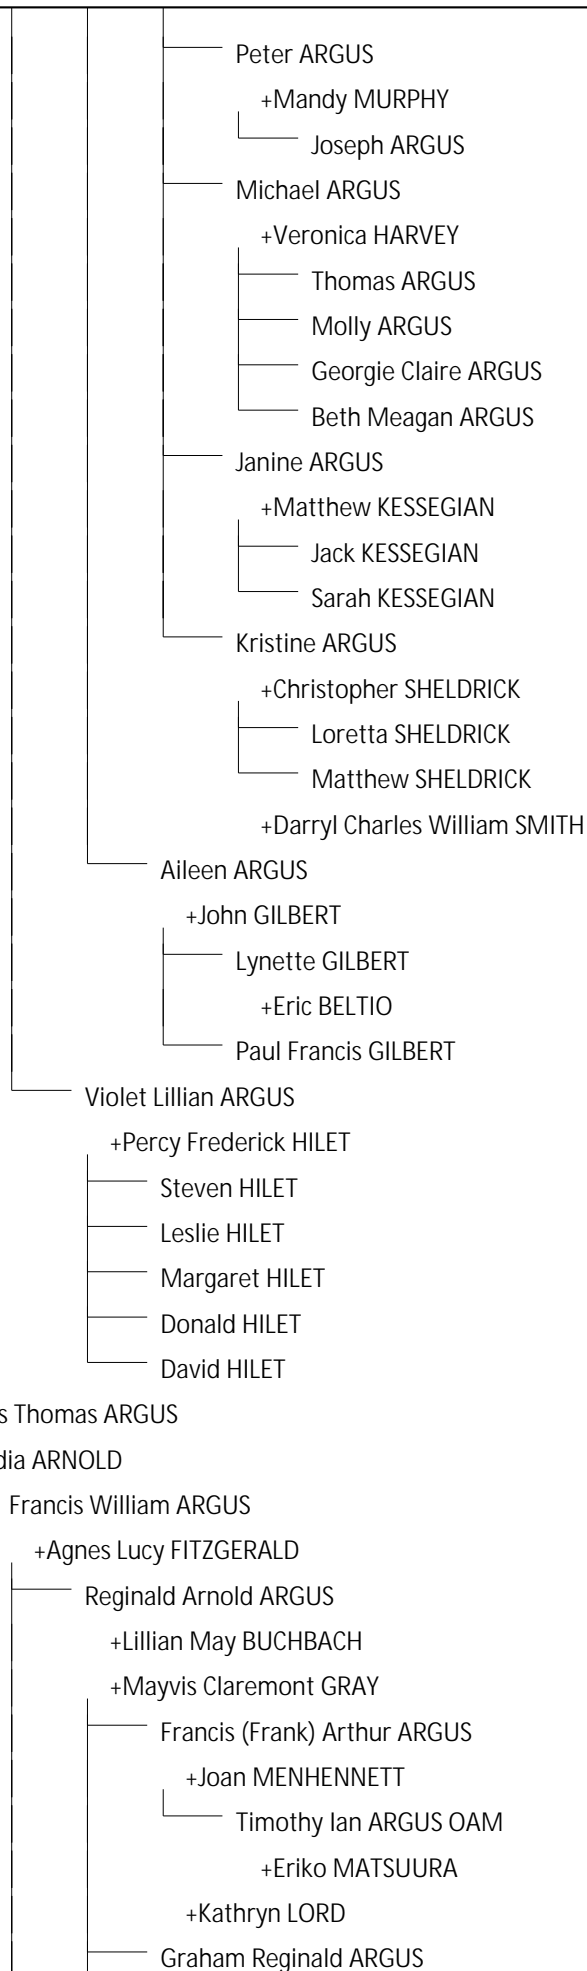 Peter ARGUS
+Mandy MURPHY
Joseph ARGUS
Michael ARGUS
+Veronica HARVEY
Thomas ARGUS
Molly ARGUS
Georgie Claire ARGUS
Beth Meagan ARGUS
Janine ARGUS
+Matthew KESSEGIAN
Jack KESSEGIAN
Sarah KESSEGIAN
Kristine ARGUS
+Christopher SHELDRICK
Loretta SHELDRICK
Matthew SHELDRICK
+Darryl Charles William SMITH
Aileen ARGUS
+John GILBERT
Lynette GILBERT
+Eric BELTIO
Paul Francis GILBERT
Violet Lillian ARGUS
+Percy Frederick HILET
Steven HILET
Leslie HILET
Margaret HILET
Donald HILET
David HILET
s Thomas ARGUS
dia ARNOLD
Francis William ARGUS
+Agnes Lucy FITZGERALD
Reginald Arnold ARGUS
+Lillian May BUCHBACH
+Mayvis Claremont GRAY
Francis (Frank) Arthur ARGUS
+Joan MENHENNETT
Timothy Ian ARGUS OAM
+Eriko MATSUURA
+Kathryn LORD
Graham Reginald ARGUS